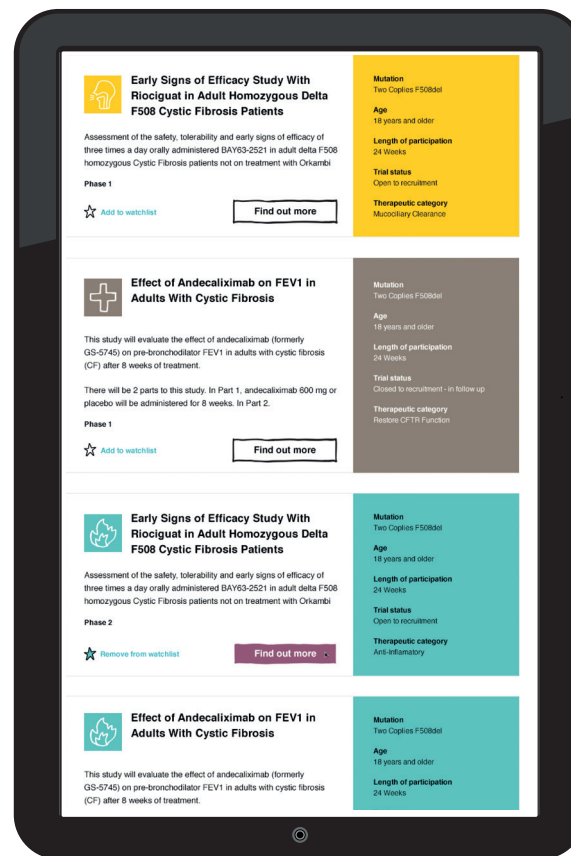 Early Signs of Efficacy Study With
Riociguat in Adult Homozygous Delta
F508 Cystic Fibrosis Patients
Assessment of the safety, tolerability and early signs of efficacy of
three times a day orally administered BAY63-2521 in adult delta F508
homozygous Cystic Fibrosis patients not on treatment with Orkambi
Phase 1
Add to watchlist
Find out more
Mutation
Two Coplies F508del
Age
18 years and older
Length of participation
24 Weeks
Trial status
Open to recruitment
Therapeutic category
Mucociliary Clearance
Effect of Andecaliximab on FEV1 in
Adults With Cystic Fibrosis
This study will evaluate the effect of andecaliximab (formerly
GS-5745) on pre-bronchodilator FEV1 in adults with cystic fibrosis
(CF) after 8 weeks of treatment.
There will be 2 parts to this study. In Part 1, andecaliximab 600 mg or
placebo will be administered for 8 weeks. In Part 2.
Phase 1
Add to watchlist
Find out more
Mutation
Two Coplies F508del
Age
18 years and older
Length of participation
24 Weeks
Trial status
Closed to recruitment - in follow up
Therapeutic category
Restore CFTR Function
Early Signs of Efficacy Study With
Riociguat in Adult Homozygous Delta
F508 Cystic Fibrosis Patients
Assessment of the safety, tolerability and early signs of efficacy of
three times a day orally administered BAY63-2521 in adult delta F508
homozygous Cystic Fibrosis patients not on treatment with Orkambi
Phase 2
Remove from watchlist
Find out more
Mutation
Two Coplies F508del
Age
18 years and older
Length of participation
24 Weeks
Trial status
Open to recruitment
Therapeutic category
Anti-inflamatory
Effect of Andecaliximab on FEV1 in
Adults With Cystic Fibrosis
This study will evaluate the effect of andecaliximab (formerly
GS-5745) on pre-bronchodilator FEV1 in adults with cystic fibrosis
(CF) after 8 weeks of treatment.
Mutation
Two Coplies F508del
Age
18 years and older
Length of participation
24 Weeks